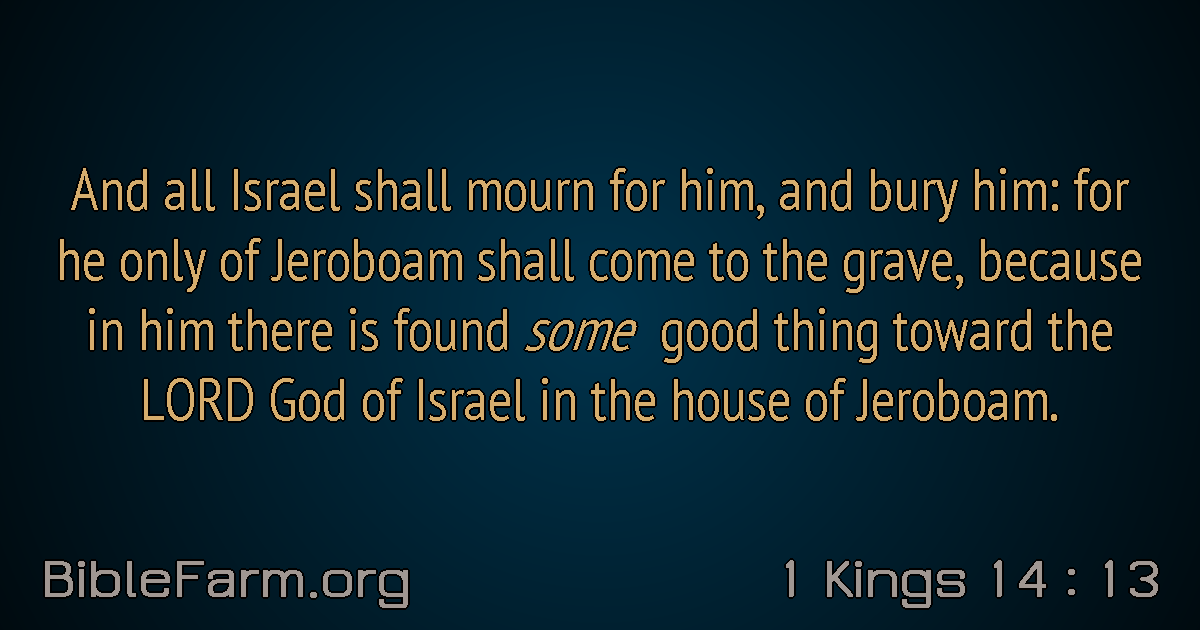 And all Israel shall mourn for him, and bury him: for
he only of Jeroboam shall come to the grave, because
in him there is found some good thing toward the
LORD God of Israel in the house of Jeroboam.
BibleFarm.org
1 Kings 14 : 13